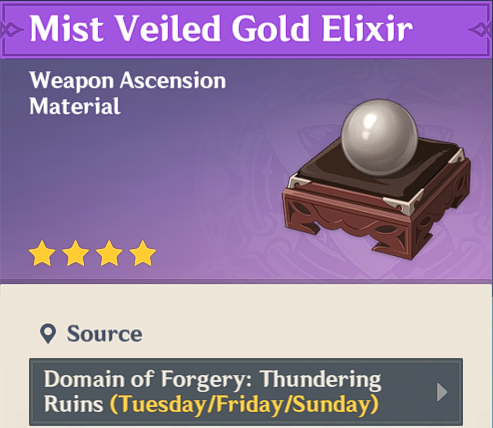 Mist Veiled Gold Elixir
Weapon Ascension
Material
Source
Domain of Forgery: Thundering
Ruins (Tuesday/Friday/Sunday)